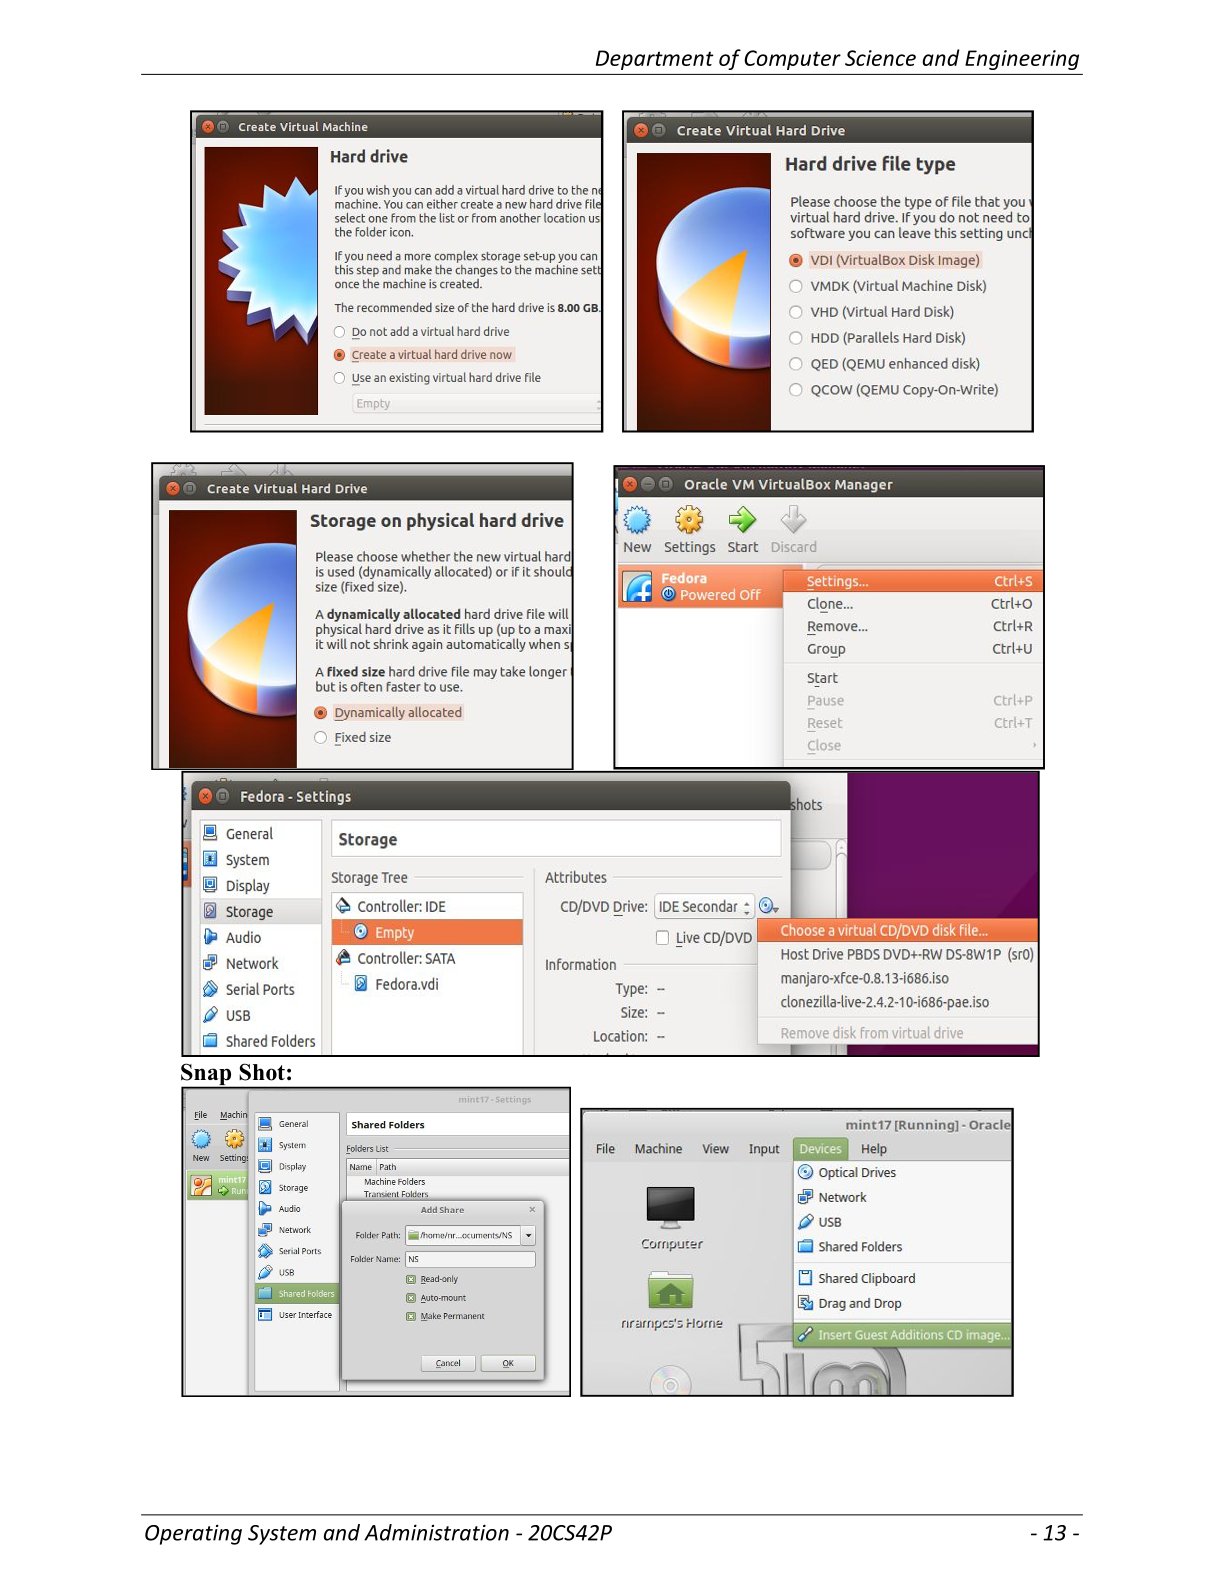 Department of Computer Science and Engineering
Create Virtual Machine
Hard drive
If you wish you can add a virtual hard drive to the
machine. You can either create a new hard drive file
select one from the list or from another location
the folder icon.
If you need a more complex storage set-up you can
this step and make the changes to the machine
once the machine is created.
The recommended size of the hard drive is 8.00 GB.
Do not add a virtual hard drive
Create a virtual hard drive now
Use an existing virtual hard drive file
Empty
Create Virtual Hard Drive
Hard drive file type
Please choose the type of file that you
virtual hard drive. If you do not need to
software you can leave this setting
VDI (VirtualBox Disk Image)
VMDK (Virtual Machine Disk)
VHD (Virtual Hard Disk)
HDD (Parallels Hard Disk)
QED (QEMU enhanced disk)
QCOW (QEMU Copy-On-Write)
Create Virtual Hard Drive
Storage on physical hard drive
Please choose whether the new virtual hard
is used (dynamically allocated) or if it should
size (fixed size).
A dynamically allocated hard drive file will
physical hard drive as it fills up (up to a
it will not shrink again automatically when
A fixed size hard drive file may take longer
but is often faster to use.
Dynamically allocated
Fixed size
Oracle VM VirtualBox Manager
New Settings Start Discard
Fedora
Powered Off
Settings... Ctrl+S
Clone... Ctrl+O
Remove... Ctrl+R
Group Ctrl+U
Start
Pause Ctrl+P
Reset Ctrl+T
Close
Fedora - Settings
shots
General
System
Display
Storage
Audio
Network
Serial Ports
USB
Shared Folders
Storage
Storage Tree
Controller: IDE
Empty
Controller: SATA
Fedora.vdi
Attributes
CD/DVD Drive: IDE Secondar
Live CD/DVD
Information
Type: --
Size: --
Location: --
Choose a virtual CD/DVD disk file...
Host Drive PBDS DVD+-RW DS-8W1P (sr0)
manjaro-xfce-0.8.13-i686.iso
clonezilla-live-2.4.2-10-i686-pae.iso
Remove disk from virtual drive
Snap Shot:
mint17 - Settings
File Machin
New Setting
mint17
Run
General
System
Display
Storage
Audio
Network
Serial Ports
USB
Shared Folders
User Interface
Shared Folders
Folders List
Name Path
Machine Folders
Transient Folders
Add Share
Folder Path: /home/nr...ocuments/NS
Folder Name: NS
Read-only
Auto-mount
Make Permanent
Cancel OK
mint17 [Running] - Oracle
File Machine View Input Devices Help
Computer
nrampcs's Home
Optical Drives
Network
USB
Shared Folders
Shared Clipboard
Drag and Drop
Insert Guest Additions CD image...
Operating System and Administration - 20CS42P - 13 -